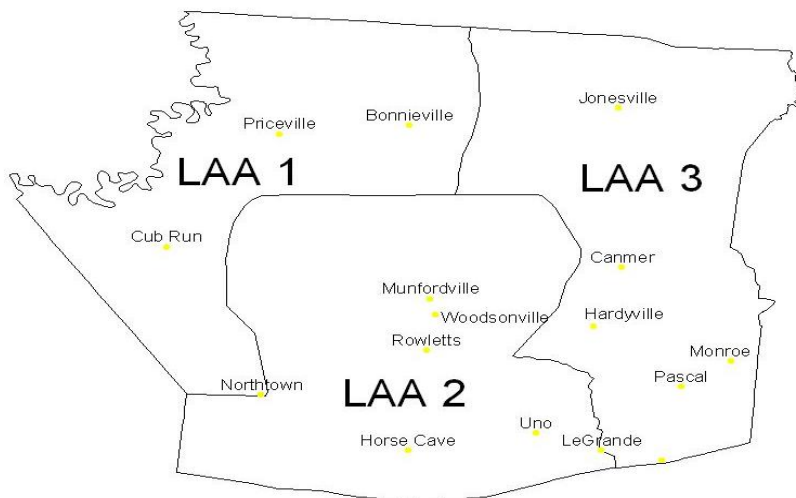 Jonesville
Priceville
Bonnieville
LAA 1
LAA 3
Cub Run
Canmer
Munfordville
Hardyville
Woodsonville
Rowletts
Monroe
Pascal
Northtown
LAA 2
Uno
Horse Cave
LeGrande